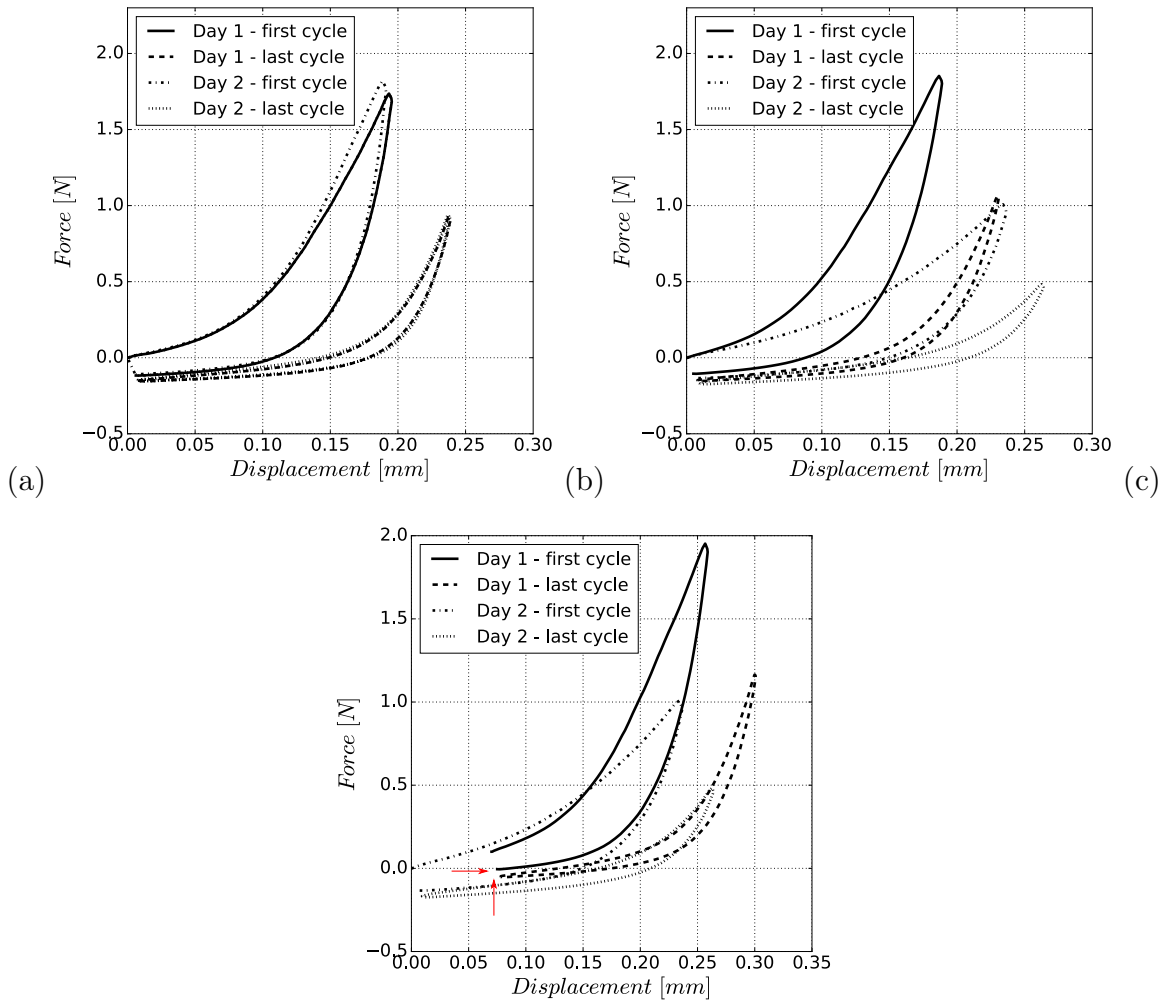 2.0
1.5
1.0
0.5
0.0
−0.5
0.00 0.05 0.10 0.15 0.20 0.25 0.30
Force [N]
Displacement [mm]
Day 1 - first cycle
Day 1 - last cycle
Day 2 - first cycle
Day 2 - last cycle
(a)
2.0
1.5
1.0
0.5
0.0
−0.5
0.00 0.05 0.10 0.15 0.20 0.25 0.30
Force [N]
Displacement [mm]
Day 1 - first cycle
Day 1 - last cycle
Day 2 - first cycle
Day 2 - last cycle
(b)
(c)
2.0
1.5
1.0
0.5
0.0
−0.5
0.00 0.05 0.10 0.15 0.20 0.25 0.30 0.35
Force [N]
Displacement [mm]
Day 1 - first cycle
Day 1 - last cycle
Day 2 - first cycle
Day 2 - last cycle